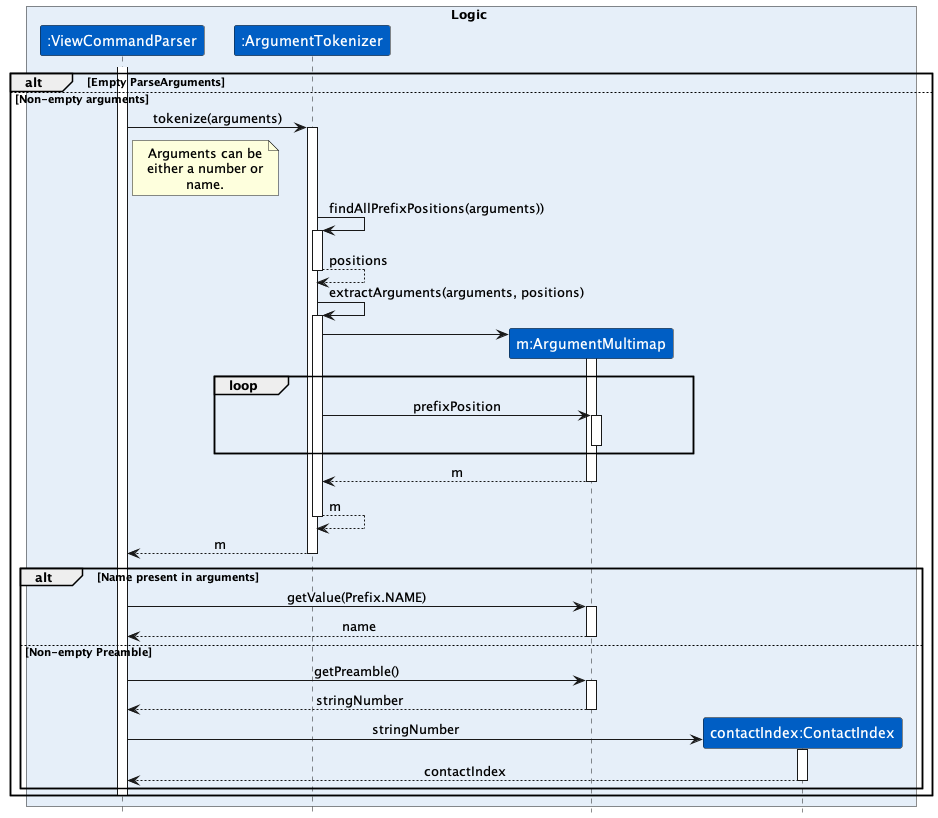 Logic
:ViewCommandParser
:ArgumentTokenizer
alt
[Empty ParseArguments]
[Non-empty arguments]
tokenize(arguments)
Arguments can be
either a number or
name.
findAllPrefixPositions(arguments))
positions
extractArguments(arguments, positions)
m:ArgumentMultimap
loop
prefixPosition
m
m
m
alt
[Name present in arguments]
getValue(Prefix.NAME)
name
[Non-empty Preamble]
getPreamble()
stringNumber
stringNumber
contactIndex:ContactIndex
contactIndex